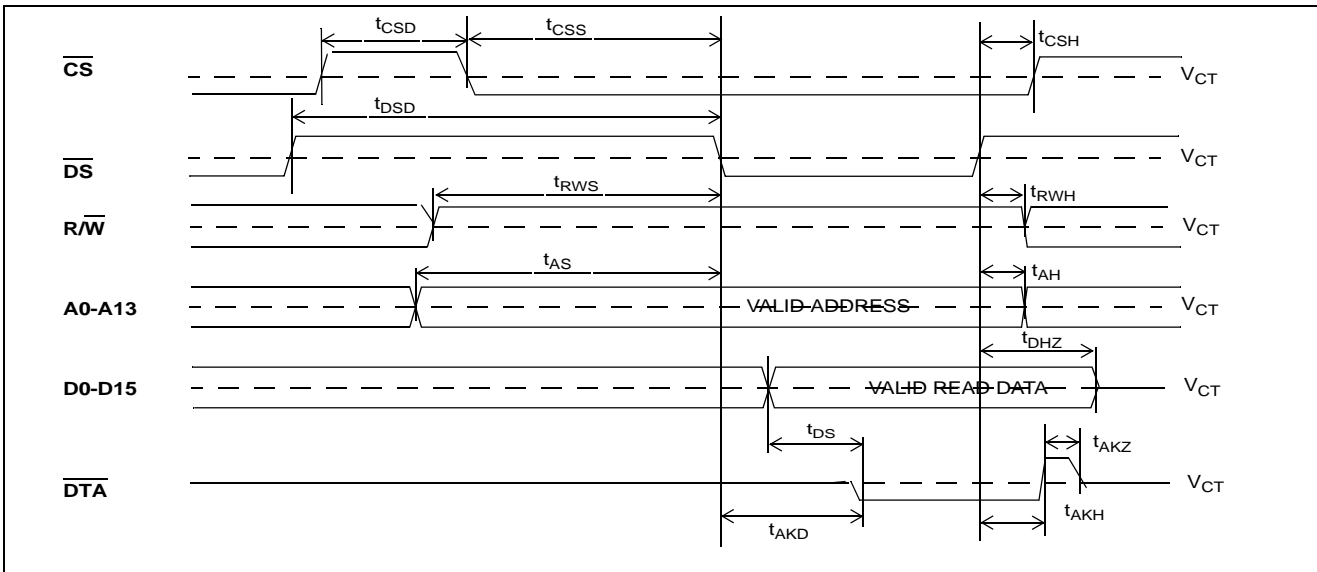 tCSD tCSS tCSH
CS VCT
tDSD
DS VCT
tRWS tRWH
R/W VCT
tAS tAH
A0-A13 VALID ADDRESS VCT
tDHZ
D0-D15 VALID READ DATA VCT
tDS tAKZ
DTA VCT
tAKD tAKH